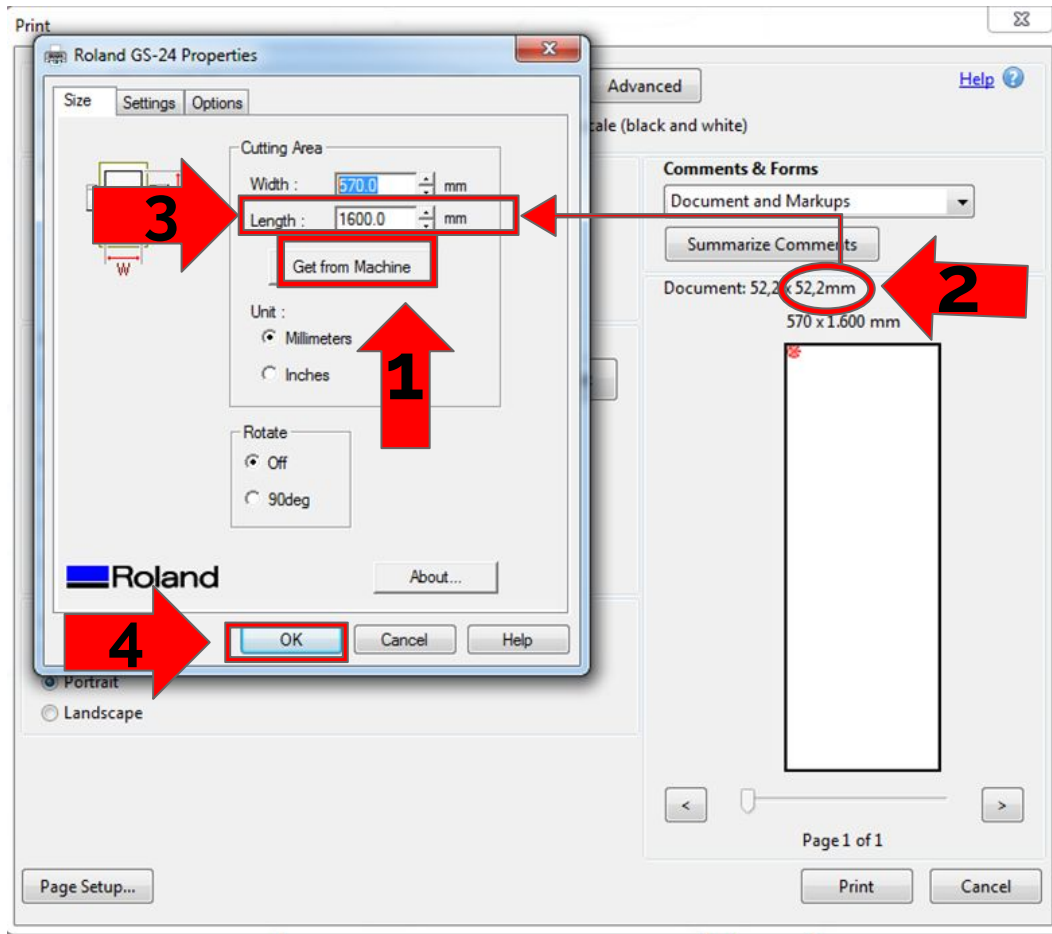 Print
Roland GS-24 Properties
Size Settings Options
Cutting Area
Width : 570.0 mm
Length : 1600.0 mm
Get from Machine
Unit :
Millimeters
Inches
Rotate
Off
90deg
W
Roland
About...
OK Cancel Help
3
1
4
Advanced
Help
cale (black and white)
Comments & Forms
Document and Markups
Summarize Comments
Document: 52,2 x 52,2mm
2
570 x 1.600 mm
Portrait
Landscape
< >
Page 1 of 1
Page Setup...
Print Cancel